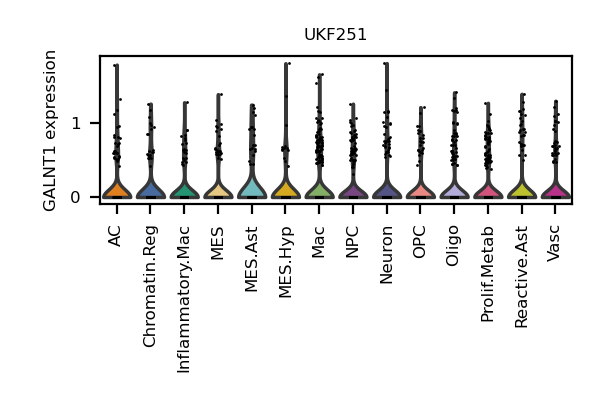 UKF251
GALNT1 expression
1
0
AC
Chromatin.Reg
Inflammatory.Mac
MES
MES.Ast
MES.Hyp
Mac
NPC
Neuron
OPC
Oligo
Prolif.Metab
Reactive.Ast
Vasc